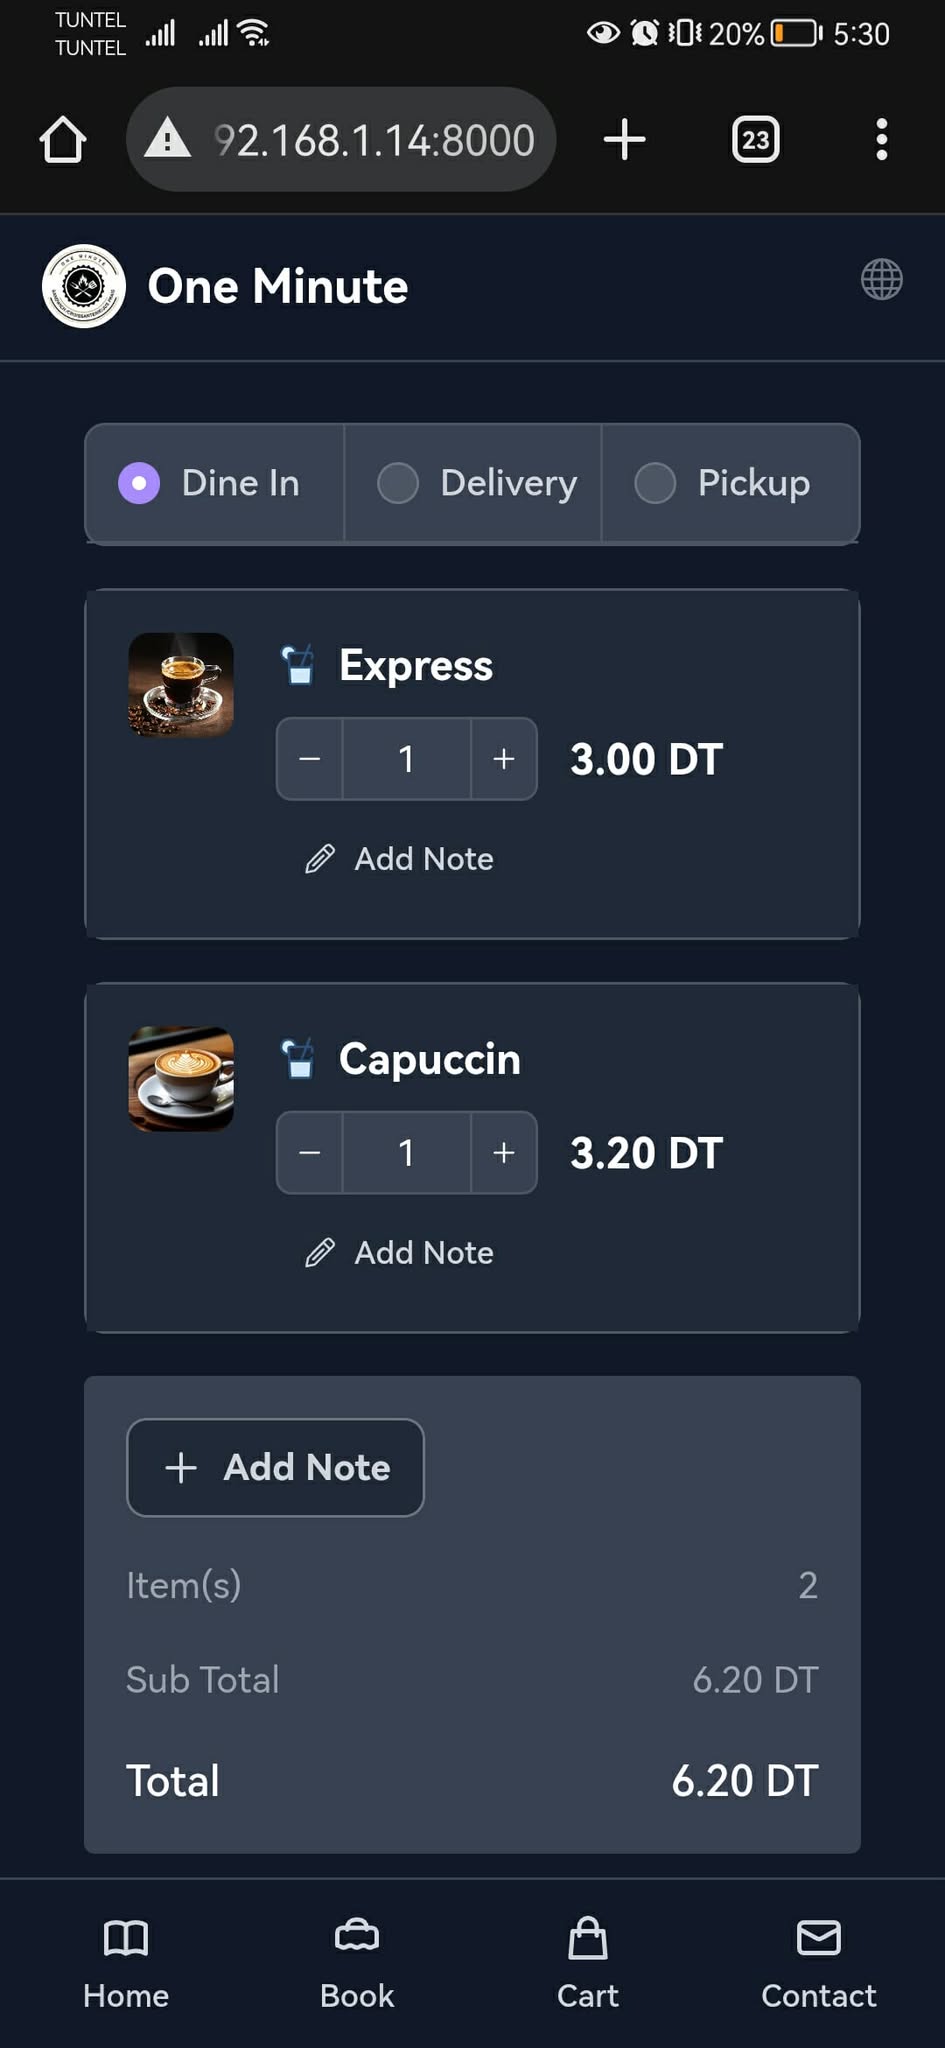 TUNTEL
TUNTEL
20% 5:30
92.168.1.14:8000
23
One Minute
Dine In Delivery Pickup
Express
− 1 + 3.00 DT
Add Note
Capuccin
− 1 + 3.20 DT
Add Note
+ Add Note
Item(s) 2
Sub Total 6.20 DT
Total 6.20 DT
Home Book Cart Contact